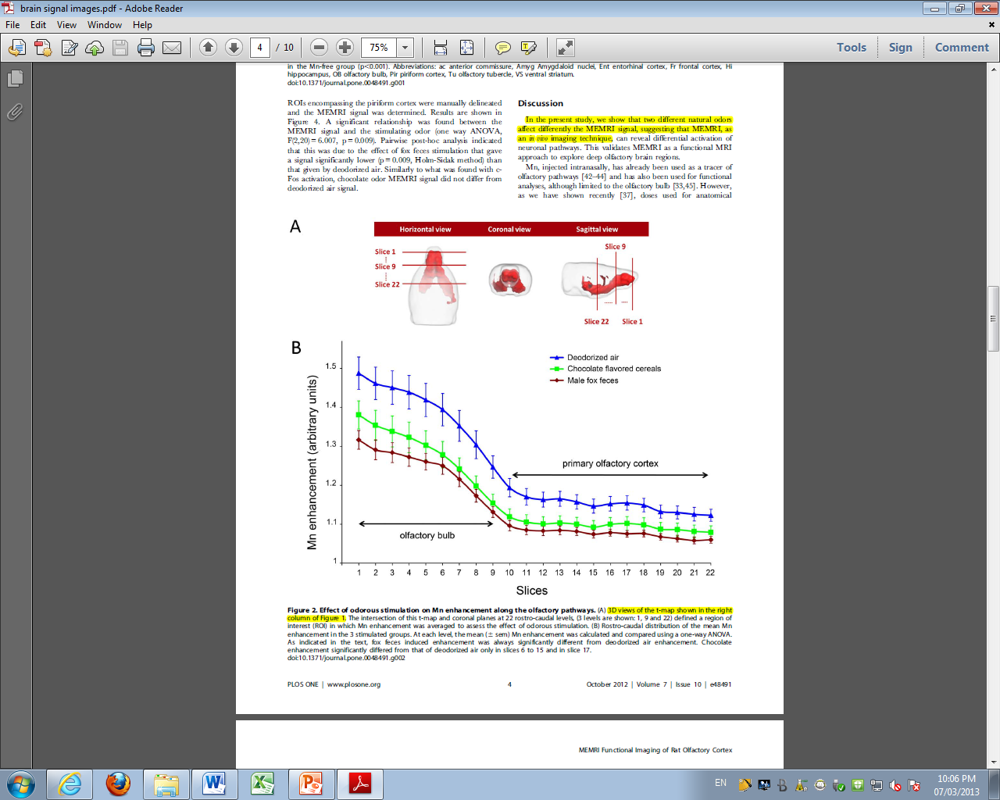 brain signal images.pdf - Adobe Reader
File Edit View Window Help
4 / 10 75% Tools Sign Comment
in the Mn-free group (p<0.001). Abbreviations: ac anterior commissure, Amyg Amygdaloid nuclei, Ent entorhinal cortex, Fr frontal cortex, Hi
hippocampus, OB olfactory bulb, Pir piriform cortex, Tu olfactory tubercle, VS ventral striatum.
doi:10.1371/journal.pone.0048491.g001
ROIs encompassing the piriform cortex were manually delineated
and the MEMRI signal was determined. Results are shown in
Figure 4. A significant relationship was found between the
MEMRI signal and the stimulating odor (one way ANOVA,
F(2,20) = 6.007, p = 0.009). Pairwise post-hoc analysis indicated
that this was due to the effect of fox feces stimulation that gave
a signal significantly lower (p = 0.009, Holm-Sidak method) than
that given by deodorized air. Similarly to what was found with c-
Fos activation, chocolate odor MEMRI signal did not differ from
deodorized air signal.
Discussion
In the present study, we show that two different natural odors
affect differently the MEMRI signal, suggesting that MEMRI, as
an in vivo imaging technique, can reveal differential activation of
neuronal pathways. This validates MEMRI as a functional MRI
approach to explore deep olfactory brain regions.
Mn, injected intranasally, has already been used as a tracer of
olfactory pathways [42–44] and has also been used for functional
analyses, although limited to the olfactory bulb [33,45]. However,
as we have shown recently [37], doses used for anatomical
A
Horizontal view Coronal view Sagittal view
Slice 1
Slice 9
Slice 22
Slice 9
Slice 22 Slice 1
B
Mn enhancement (arbitrary units)
1.5
1.4
1.3
1.2
1.1
1
Deodorized air
Chocolate flavored cereals
Male fox feces
primary olfactory cortex
olfactory bulb
1 2 3 4 5 6 7 8 9 10 11 12 13 14 15 16 17 18 19 20 21 22
Slices
Figure 2. Effect of odorous stimulation on Mn enhancement along the olfactory pathways. (A) 3D views of the t-map shown in the right
column of Figure 1. The intersection of this t-map and coronal planes at 22 rostro-caudal levels, (3 levels are shown: 1, 9 and 22) defined a region of
interest (ROI) in which Mn enhancement was averaged to assess the effect of odorous stimulation. (B) Rostro-caudal distribution of the mean Mn
enhancement in the 3 stimulated groups. At each level, the mean (± sem) Mn enhancement was calculated and compared using a one-way ANOVA.
As indicated in the text, fox feces induced enhancement was always significantly different from deodorized air enhancement. Chocolate
enhancement significantly differed from that of deodorized air only in slices 6 to 15 and in slice 17.
doi:10.1371/journal.pone.0048491.g002
PLOS ONE | www.plosone.org 4 October 2012 | Volume 7 | Issue 10 | e48491
MEMRI Functional Imaging of Rat Olfactory Cortex
EN 10:06 PM
07/03/2013